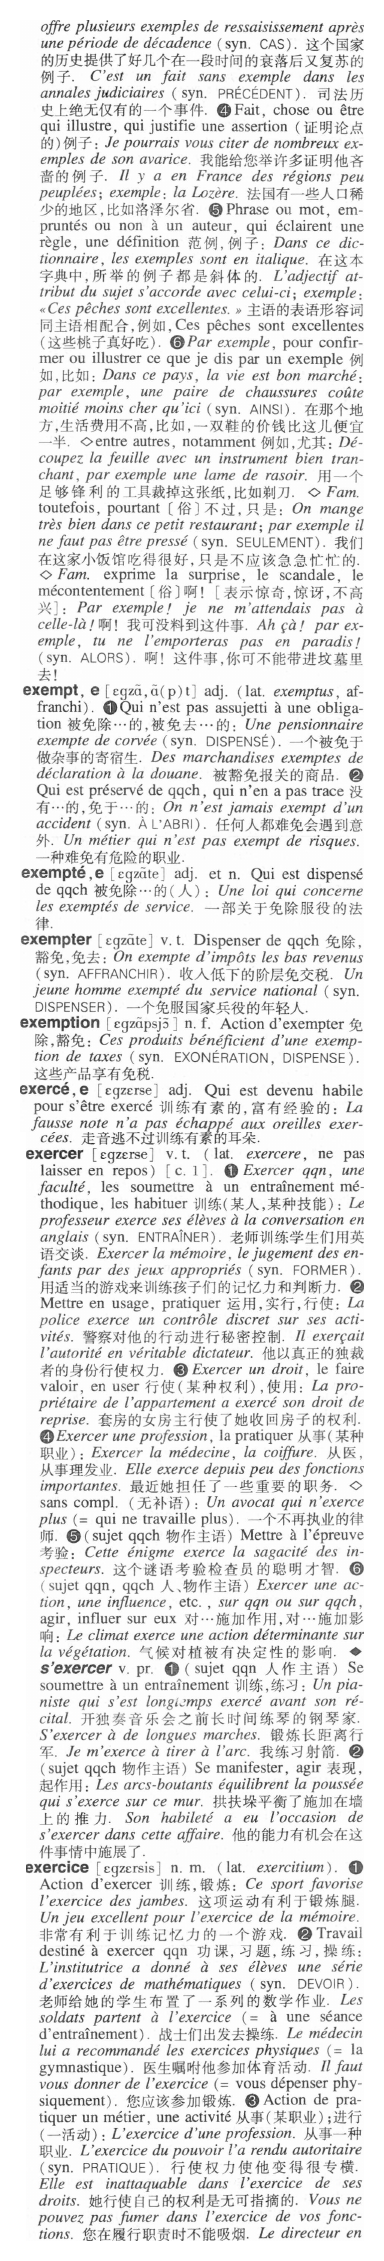 offre plusieurs exemples de ressaisissement après
une période de décadence (syn. CAS). 这个国家
的历史提供了好几个在一段时间的衰落后又复苏的
例子. C'est un fait sans exemple dans les
annales judiciaires (syn. PRÉCÉDENT). 司法历
史上绝无仅有的一个事件. ❹ Fait, chose ou être
qui illustre, qui justifie une assertion (证明论点
的)例子: Je pourrais vous citer de nombreux ex-
emples de son avarice. 我能给您举许多证明他吝
啬的例子. Il y a en France des régions peu
peuplées; exemple: la Lozère. 法国有一些人口稀
少的地区,比如洛泽尔省. ❺ Phrase ou mot, em-
pruntés ou non à un auteur, qui éclairent une
règle, une définition 范例,例子: Dans ce dic-
tionnaire, les exemples sont en italique. 在这本
字典中,所举的例子都是斜体的. L'adjectif at-
tribut du sujet s'accorde avec celui-ci; exemple:
«Ces pêches sont excellentes. » 主语的表语形容词
同主语相配合,例如,Ces pêches sont excellentes
(这些桃子真好吃). ❻ Par exemple, pour confir-
mer ou illustrer ce que je dis par un exemple 例
如,比如: Dans ce pays, la vie est bon marché:
par exemple, une paire de chaussures coûte
moitié moins cher qu'ici (syn. AINSI). 在那个地
方,生活费用不高,比如,一双鞋的价钱比这儿便宜
一半. ◇entre autres, notamment 例如,尤其: Dé-
coupez la feuille avec un instrument bien tran-
chant, par exemple une lame de rasoir. 用一个
足够锋利的工具裁掉这张纸,比如剃刀. ◇ Fam.
toutefois, pourtant [俗]不过,只是: On mange
très bien dans ce petit restaurant; par exemple il
ne faut pas être pressé (syn. SEULEMENT). 我们
在这家小饭馆吃得很好,只是不应该急急忙忙的.
◇ Fam. exprime la surprise, le scandale, le
mécontentement [俗]啊! [表示惊奇,惊讶,不高
兴]: Par exemple! je ne m'attendais pas à
celle-là! 啊! 我可没料到这件事. Ah çà! par ex-
emple, tu ne l'emporteras pas en paradis!
(syn. ALORS). 啊! 这件事,你可不能带进坟墓里
去!
exempt, e [ɛgzɑ̃,ɑ̃(p)t] adj. (lat. exemptus, af-
franchi). ❶ Qui n'est pas assujetti à une obliga-
tion 被免除…的,被免去…的: Une pensionnaire
exempte de corvée (syn. DISPENSÉ). 一个被免于
做杂事的寄宿生. Des marchandises exemptes de
déclaration à la douane. 被豁免报关的商品. ❷
Qui est préservé de qqch, qui n'en a pas trace 没
有…的,免于…的: On n'est jamais exempt d'un
accident (syn. À L'ABRI). 任何人都难免会遇到意
外. Un métier qui n'est pas exempt de risques.
一种难免有危险的职业.
exempté, e [ɛgzɑ̃te] adj. et n. Qui est dispensé
de qqch 被免除…的(人): Une loi qui concerne
les exemptés de service. 一部关于免除服役的法
律.
exempter [ɛgzɑ̃te] v. t. Dispenser de qqch 免除,
豁免,免去: On exempte d'impôts les bas revenus
(syn. AFFRANCHIR). 收入低下的阶层免交税. Un
jeune homme exempté du service national (syn.
DISPENSER). 一个免服国家兵役的年轻人.
exemption [ɛgzɑ̃psjɔ̃] n. f. Action d'exempter 免
除,豁免: Ces produits bénéficient d'une exemp-
tion de taxes (syn. EXONÉRATION, DISPENSE).
这些产品享有免税.
exercé, e [ɛgzɛrse] adj. Qui est devenu habile
pour s'être exercé 训练有素的,富有经验的: La
fausse note n'a pas échappé aux oreilles exer-
cées. 走音逃不过训练有素的耳朵.
exercer [ɛgzɛrse] v. t. (lat. exercere, ne pas
laisser en repos) [c. 1]. ❶ Exercer qqn, une
faculté, les soumettre à un entraînement mé-
thodique, les habituer 训练(某人,某种技能): Le
professeur exerce ses élèves à la conversation en
anglais (syn. ENTRAÎNER). 老师训练学生们用英
语交谈. Exercer la mémoire, le jugement des en-
fants par des jeux appropriés (syn. FORMER).
用适当的游戏来训练孩子们的记忆力和判断力. ❷
Mettre en usage, pratiquer 运用,实行,行使: La
police exerce un contrôle discret sur ses acti-
vités. 警察对他的行动进行秘密控制. Il exerçait
l'autorité en véritable dictateur. 他以真正的独裁
者的身份行使权力. ❸ Exercer un droit, le faire
valoir, en user 行使(某种权利),使用: La pro-
priétaire de l'appartement a exercé son droit de
reprise. 套房的女房主行使了她收回房子的权利.
❹ Exercer une profession, la pratiquer 从事(某种
职业): Exercer la médecine, la coiffure. 从医,
从事理发业. Elle exerce depuis peu des fonctions
importantes. 最近她担任了一些重要的职务. ◇
sans compl. (无补语): Un avocat qui n'exerce
plus (= qui ne travaille plus). 一个不再执业的律
师. ❺ (sujet qqch 物作主语) Mettre à l'épreuve
考验: Cette énigme exerce la sagacité des in-
specteurs. 这个谜语考验检查员的聪明才智. ❻
(sujet qqn, qqch 人、物作主语) Exercer une ac-
tion, une influence, etc., sur qqn ou sur qqch,
agir, influer sur eux 对…施加作用,对…施加影
响: Le climat exerce une action déterminante sur
la végétation. 气候对植被有决定性的影响. ◆
s'exercer v. pr. ❶ (sujet qqn 人作主语) Se
soumettre à un entraînement 训练,练习: Un pia-
niste qui s'est longtemps exercé avant son ré-
cital. 开独奏音乐会之前长时间练琴的钢琴家.
S'exercer à de longues marches. 锻炼长距离行
军. Je m'exerce à tirer à l'arc. 我练习射箭. ❷
(sujet qqch 物作主语) Se manifester, agir 表现,
起作用: Les arcs-boutants équilibrent la poussée
qui s'exerce sur ce mur. 拱扶垛平衡了施加在墙
上的推力. Son habileté a eu l'occasion de
s'exercer dans cette affaire. 他的能力有机会在这
件事情中施展了.
exercice [ɛgzɛrsis] n. m. (lat. exercitium). ❶
Action d'exercer 训练,锻炼: Ce sport favorise
l'exercice des jambes. 这项运动有利于锻炼腿.
Un jeu excellent pour l'exercice de la mémoire.
非常有利于训练记忆力的一个游戏. ❷ Travail
destiné à exercer qqn 功课,习题,练习,操练:
L'institutrice a donné à ses élèves une série
d'exercices de mathématiques (syn. DEVOIR).
老师给她的学生布置了一系列的数学作业. Les
soldats partent à l'exercice (= à une séance
d'entraînement). 战士们出发去操练. Le médecin
lui a recommandé les exercices physiques (= la
gymnastique). 医生嘱咐他参加体育活动. Il faut
vous donner de l'exercice (= vous dépenser phy-
siquement). 您应该参加锻炼. ❸ Action de pra-
tiquer un métier, une activité 从事(某职业);进行
(一活动): L'exercice d'une profession. 从事一种
职业. L'exercice du pouvoir l'a rendu autoritaire
(syn. PRATIQUE). 行使权力使他变得很专横.
Elle est inattaquable dans l'exercice de ses
droits. 她行使自己的权利是无可指摘的. Vous ne
pouvez pas fumer dans l'exercice de vos fonc-
tions. 您在履行职责时不能吸烟. Le directeur en